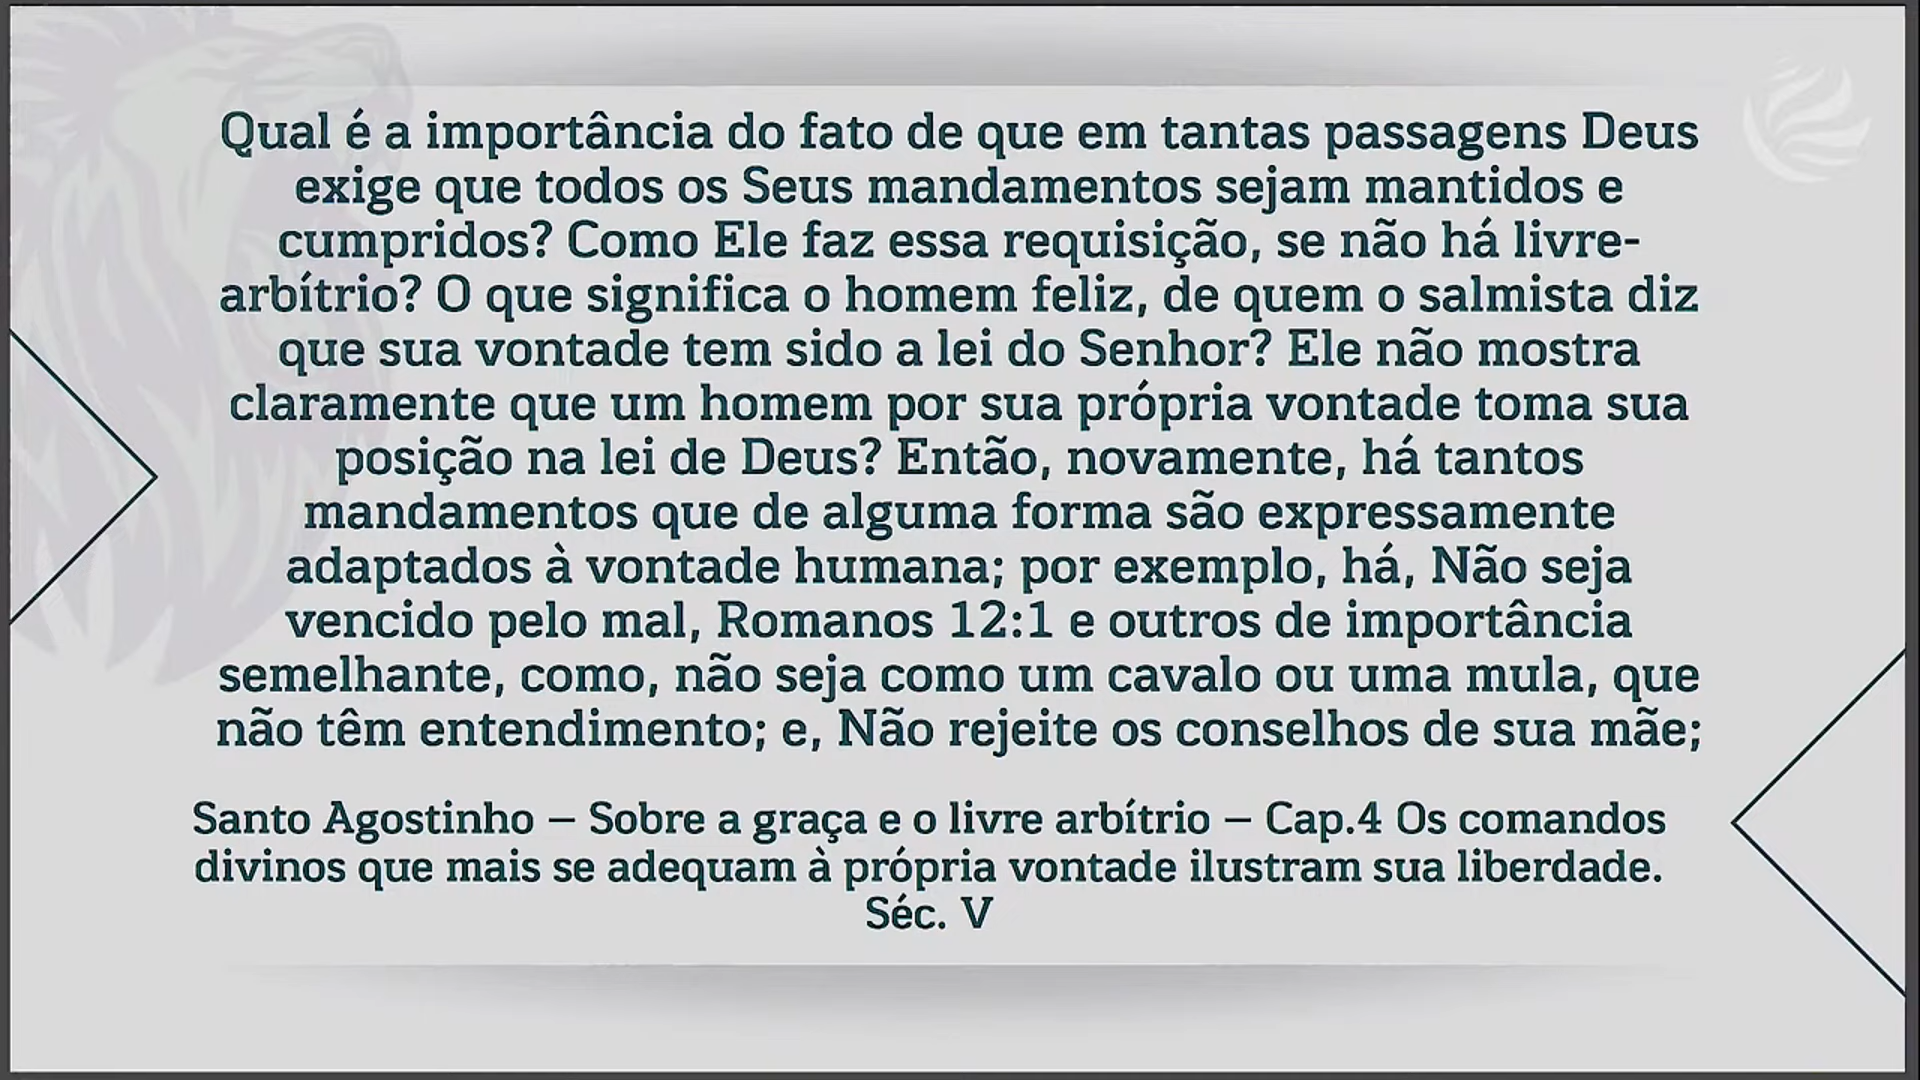 Qual é a importância do fato de que em tantas passagens Deus
exige que todos os Seus mandamentos sejam mantidos e
cumpridos? Como Ele faz essa requisição, se não há livre-
arbítrio? O que significa o homem feliz, de quem o salmista diz
que sua vontade tem sido a lei do Senhor? Ele não mostra
claramente que um homem por sua própria vontade toma sua
posição na lei de Deus? Então, novamente, há tantos
mandamentos que de alguma forma são expressamente
adaptados à vontade humana; por exemplo, há, Não seja
vencido pelo mal, Romanos 12:1 e outros de importância
semelhante, como, não seja como um cavalo ou uma mula, que
não têm entendimento; e, Não rejeite os conselhos de sua mãe;
Santo Agostinho – Sobre a graça e o livre arbítrio – Cap.4 Os comandos
divinos que mais se adequam à própria vontade ilustram sua liberdade.
Séc. V